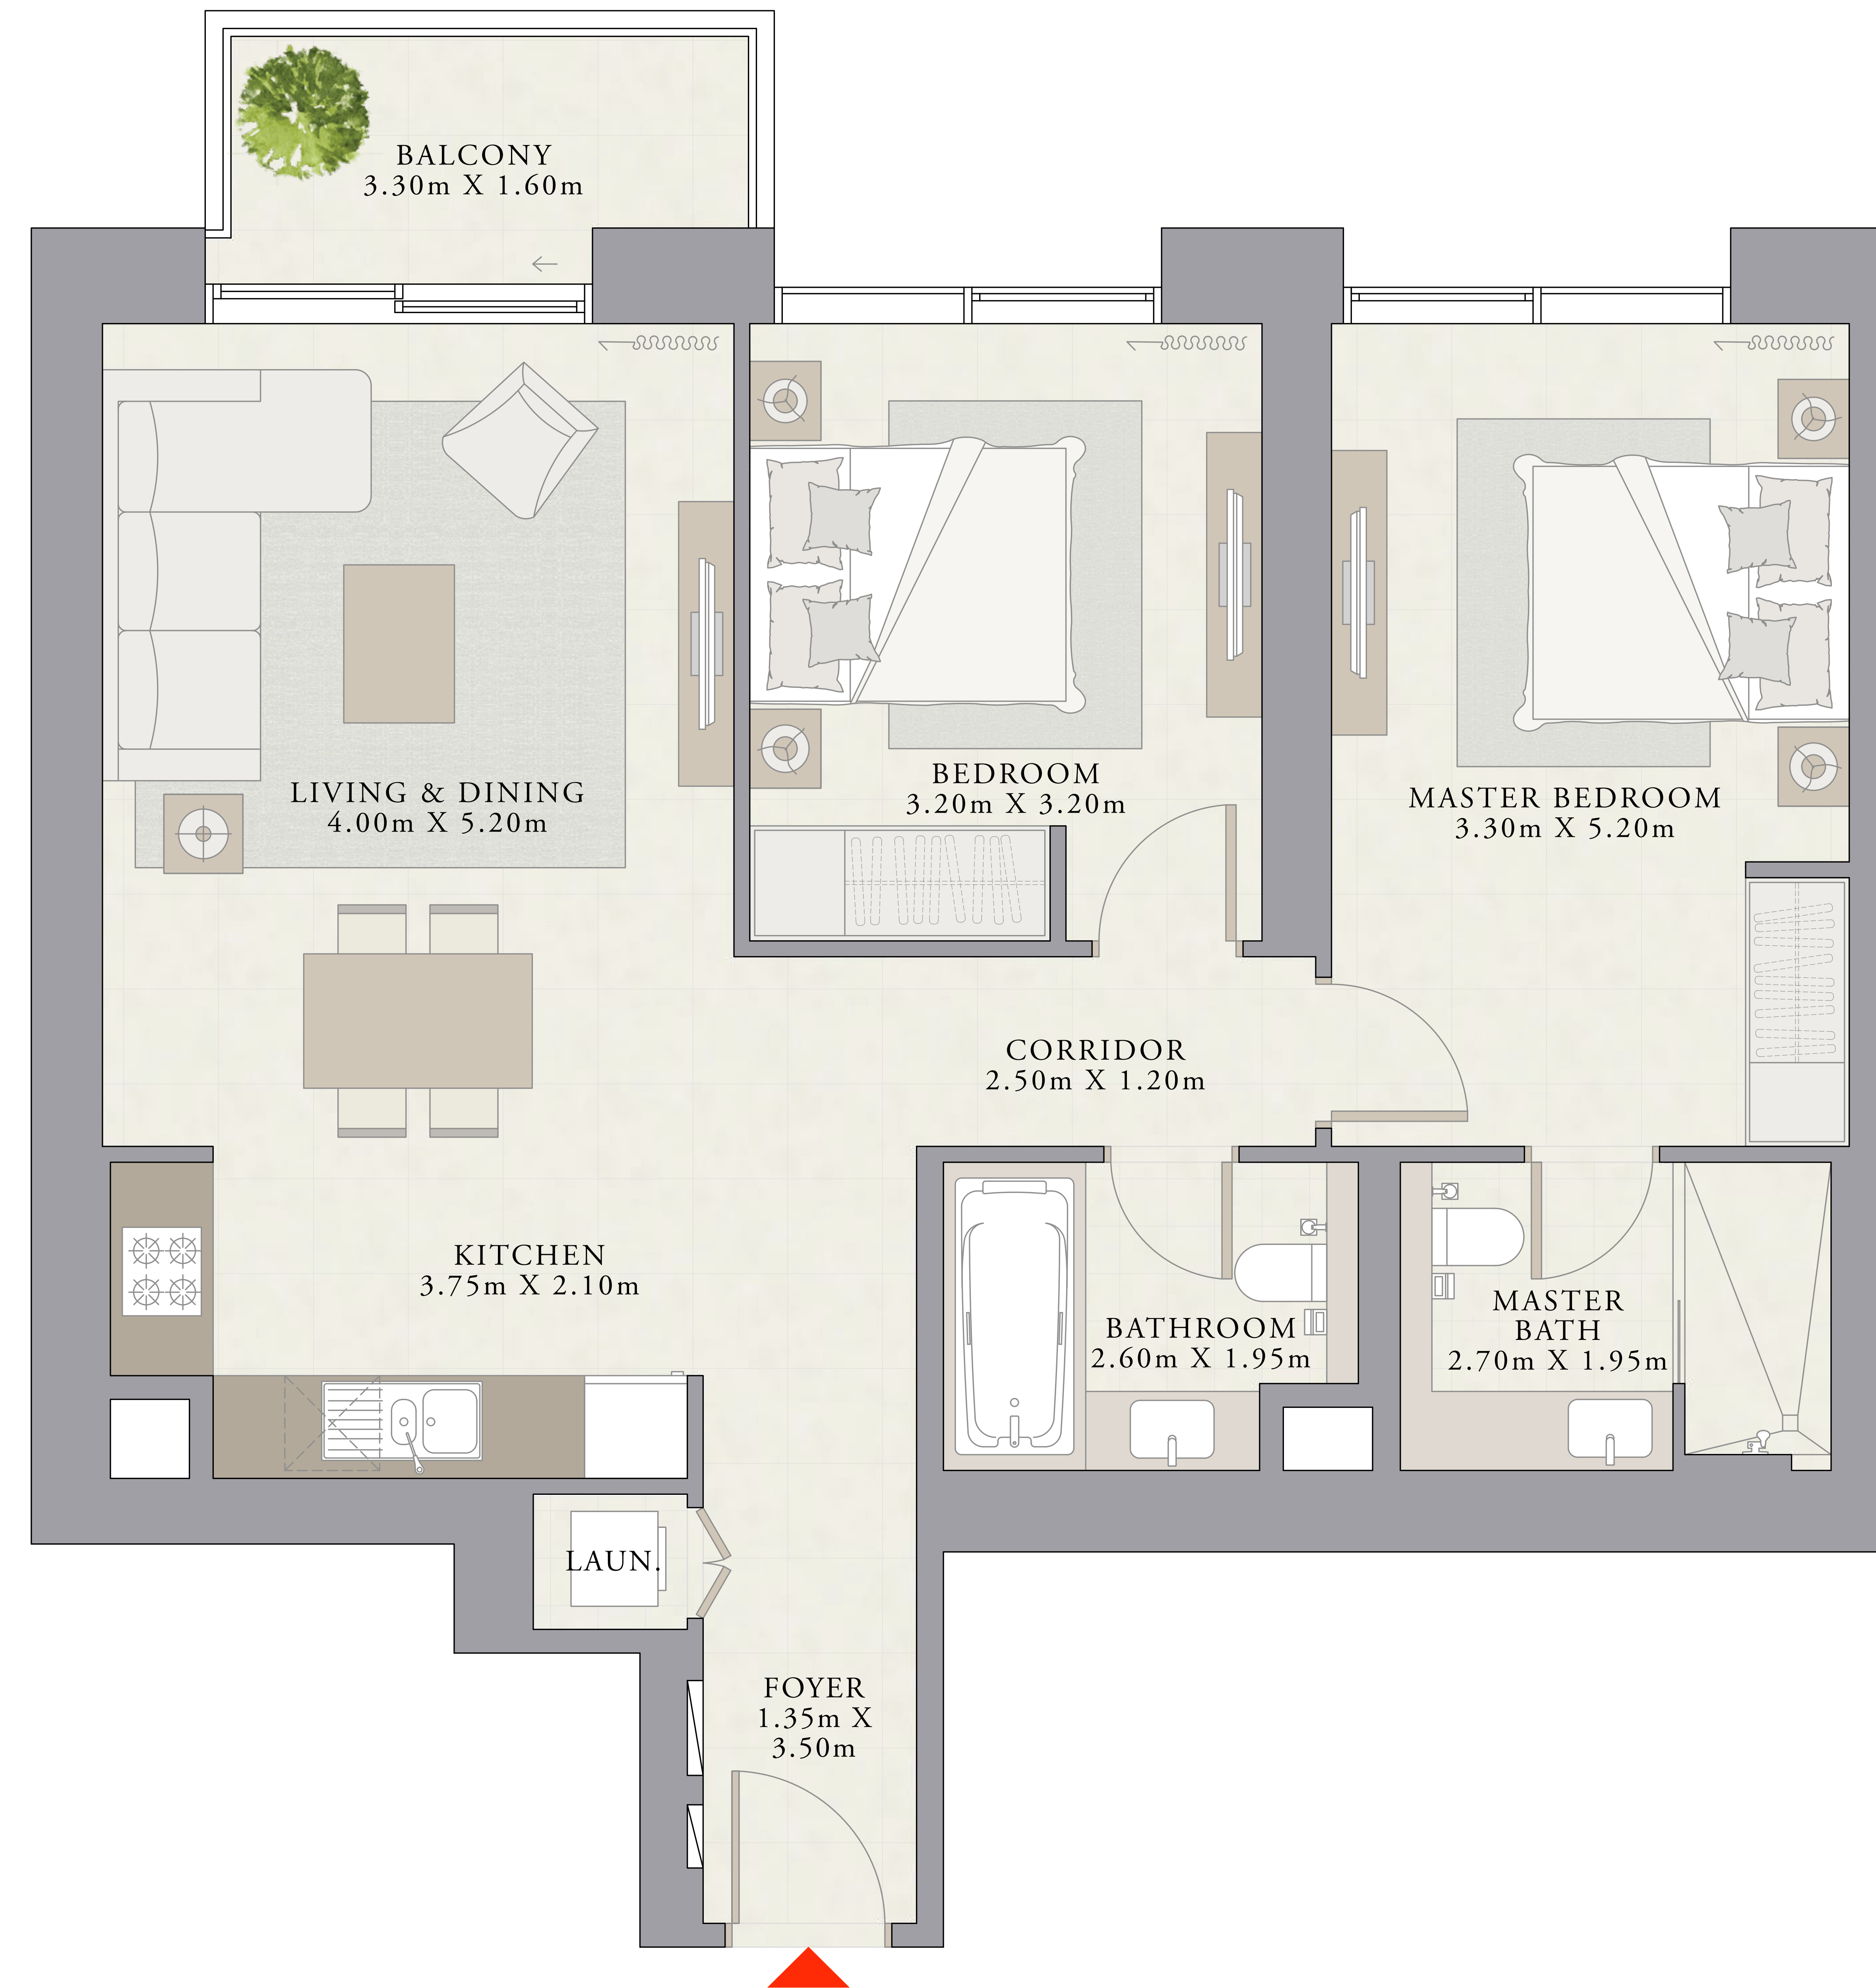 BALCONY
3.30m X 1.60m
LIVING & DINING
4.00m X 5.20m
BEDROOM
3.20m X 3.20m
MASTER BEDROOM
3.30m X 5.20m
CORRIDOR
2.50m X 1.20m
KITCHEN
3.75m X 2.10m
BATHROOM
2.60m X 1.95m
MASTER
BATH
2.70m X 1.95m
LAUN.
FOYER
1.35m X
3.50m